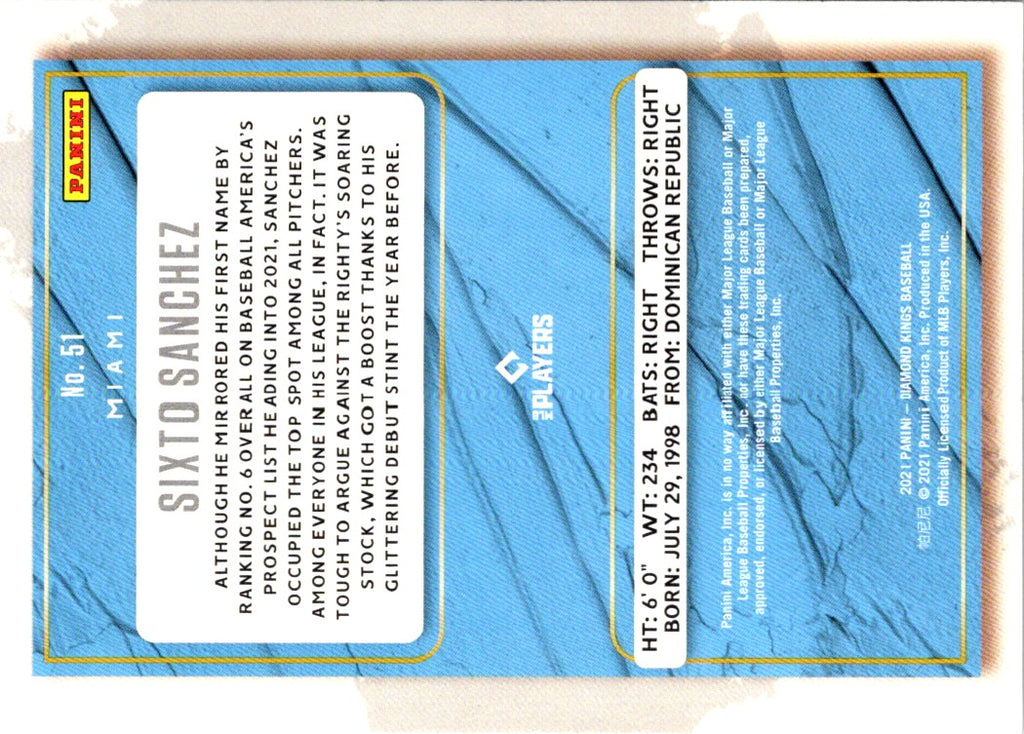 No. 51
PANINI
MIAMI
SIXTO SANCHEZ
ALTHOUGH HE MIRRORED HIS FIRST NAME BY
RANKING NO. 6 OVERALL ON BASEBALL AMERICA'S
PROSPECT LIST HEADING INTO 2021, SANCHEZ
OCCUPIED THE TOP SPOT AMONG ALL PITCHERS.
AMONG EVERYONE IN HIS LEAGUE, IN FACT. IT WAS
TOUGH TO ARGUE AGAINST THE RIGHTY'S SOARING
STOCK, WHICH GOT A BOOST THANKS TO HIS
GLITTERING DEBUT STINT THE YEAR BEFORE.
MLB PLAYERS
HT: 6' 0" WT: 234 BATS: RIGHT THROWS: RIGHT
BORN: JULY 29, 1998 FROM: DOMINICAN REPUBLIC
Panini America, Inc. is in no way affiliated with either Major League Baseball or Major
League Baseball Properties, Inc. nor have these trading cards been prepared,
approved, endorsed, or licensed by either Major League Baseball or Major League
Baseball Properties, Inc.
2021 PANINI – DIAMOND KINGS BASEBALL
帕尼尼 © 2021 Panini America, Inc. Produced in the USA.
Officially Licensed Product of MLB Players, Inc.